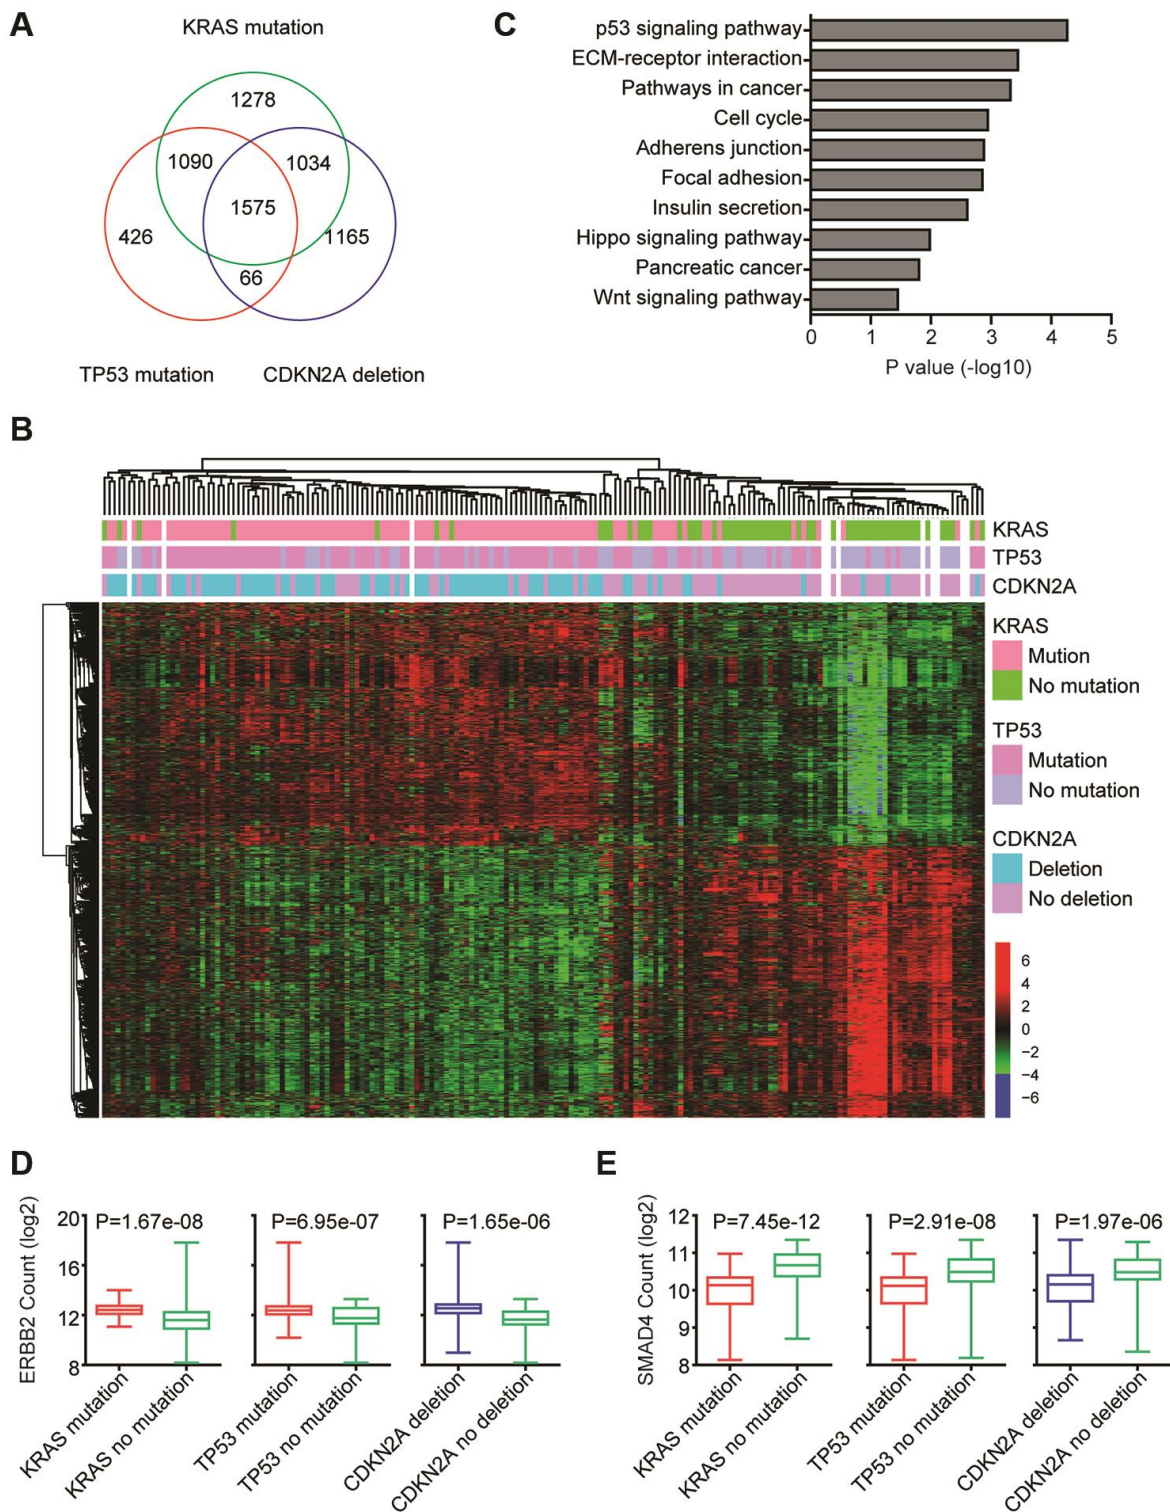 A
KRAS mutation
1278
1090
1034
1575
426
1165
66
TP53 mutation
CDKN2A deletion
C
p53 signaling pathway
ECM-receptor interaction
Pathways in cancer
Cell cycle
Adherens junction
Focal adhesion
Insulin secretion
Hippo signaling pathway
Pancreatic cancer
Wnt signaling pathway
0 1 2 3 4 5
P value (-log10)
B
KRAS
TP53
CDKN2A
KRAS
Mution
No mutation
TP53
Mutation
No mutation
CDKN2A
Deletion
No deletion
6
4
2
0
−2
−4
−6
D
ERBB2 Count (log2)
20
16
12
8
P=1.67e-08
P=6.95e-07
P=1.65e-06
KRAS mutation
KRAS no mutation
TP53 mutation
TP53 no mutation
CDKN2A deletion
CDKN2A no deletion
E
SMAD4 Count (log2)
12
11
10
9
8
P=7.45e-12
P=2.91e-08
P=1.97e-06
KRAS mutation
KRAS no mutation
TP53 mutation
TP53 no mutation
CDKN2A deletion
CDKN2A no deletion